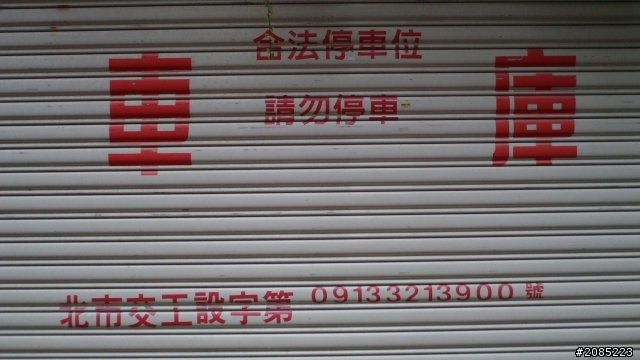 合法停車位
車 庫
請勿停車
北市交工設字第 09133213900 號
#2085223